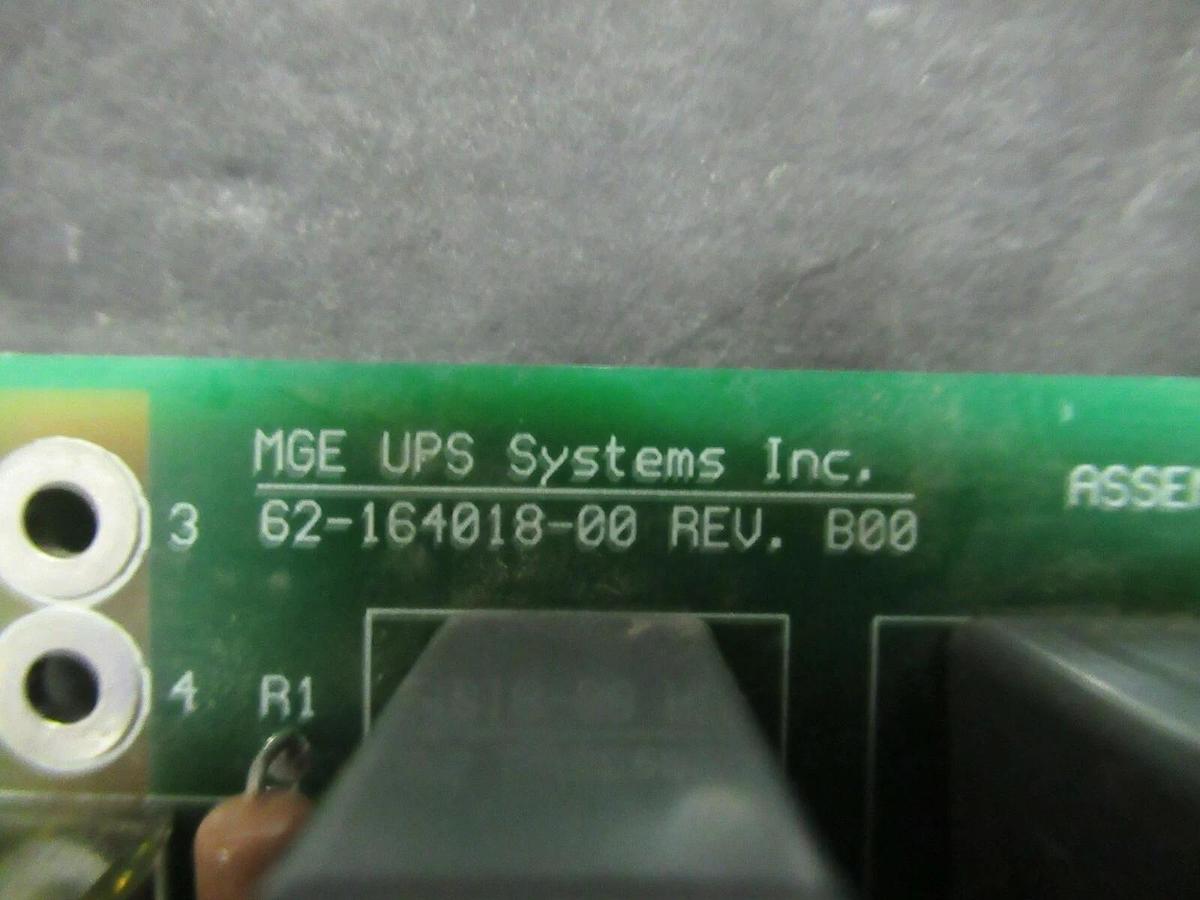 MGE UPS Systems Inc.
62-164018-00 REV. B00
3
4
R1